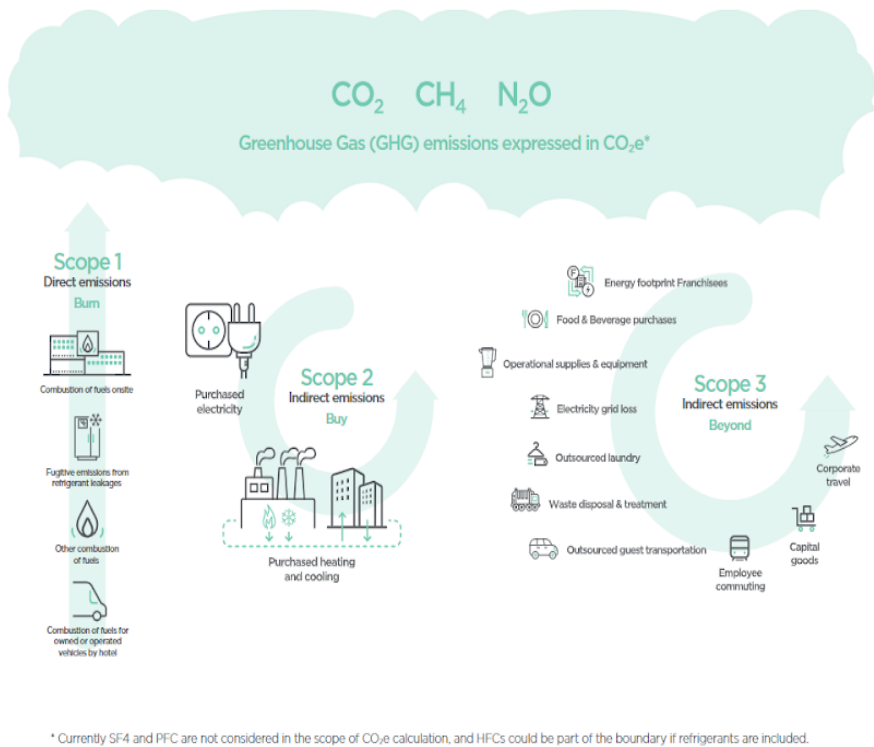 CO₂ CH₄ N₂O
Greenhouse Gas (GHG) emissions expressed in CO₂e*
Scope 1
Direct emissions
Burn
Combustion of fuels onsite
Fugitive emissions from
refrigerant leakages
Other combustion
of fuels
Combustion of fuels for
owned or operated
vehicles by hotel
Purchased
electricity
Scope 2
Indirect emissions
Buy
Purchased heating
and cooling
F
Energy footprint Franchisees
Food & Beverage purchases
Operational supplies & equipment
Electricity grid loss
Outsourced laundry
Waste disposal & treatment
Outsourced guest transportation
Scope 3
Indirect emissions
Beyond
Corporate
travel
Capital
goods
Employee
commuting
* Currently SF4 and PFC are not considered in the scope of CO₂e calculation, and HFCs could be part of the boundary if refrigerants are included.